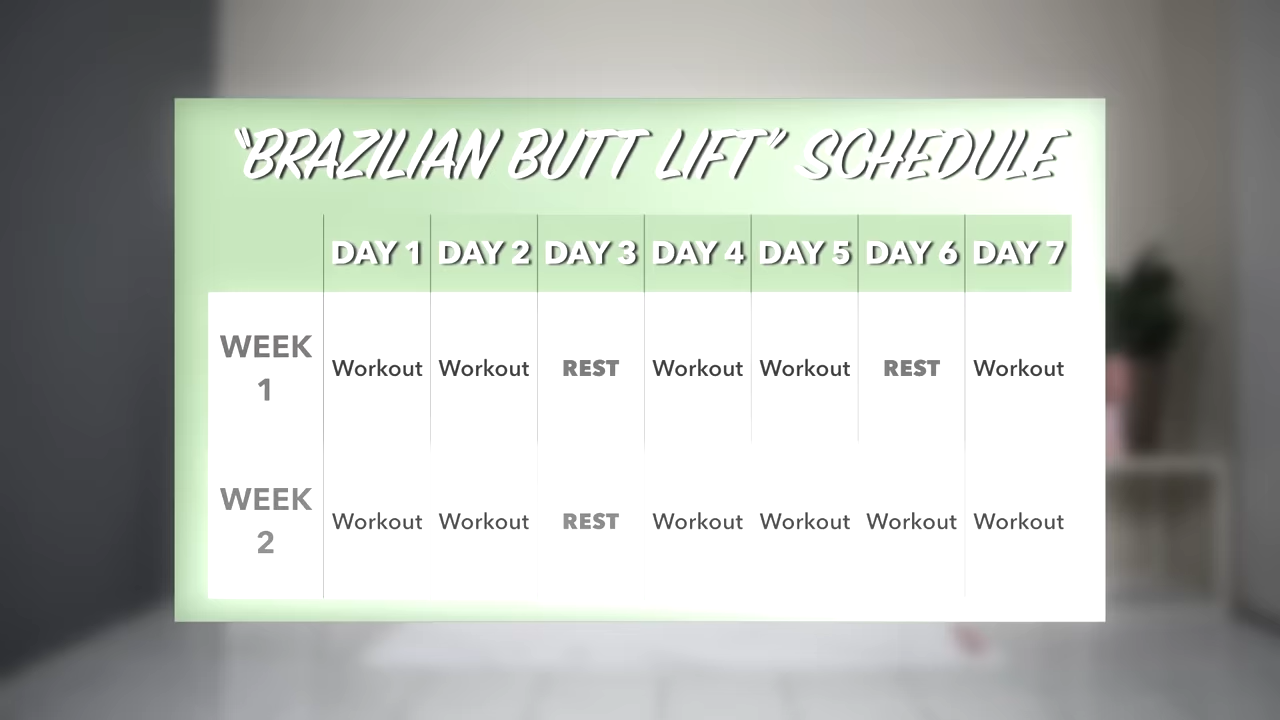 “BRAZILIAN BUTT LIFT” SCHEDULE
DAY 1 DAY 2 DAY 3 DAY 4 DAY 5 DAY 6 DAY 7
WEEK 1 Workout Workout REST Workout Workout REST Workout
WEEK 2 Workout Workout REST Workout Workout Workout Workout